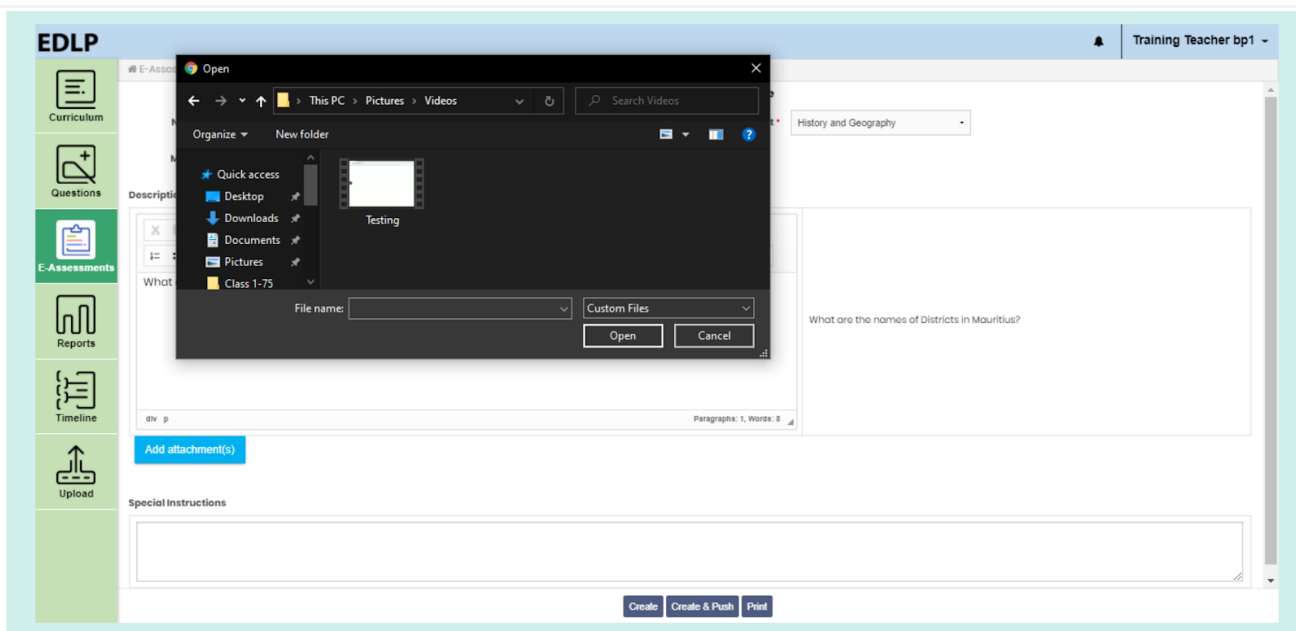 EDLP
Training Teacher bp1
E-Asses
Open
This PC > Pictures > Videos
Search Videos
Organize
New folder
Curriculum
Questions
E-Assessments
Reports
Timeline
Upload
History and Geography
Quick access
Desktop
Downloads
Documents
Pictures
Class 1-75
Testing
File name:
Custom Files
Open
Cancel
Descripti
What
What are the names of Districts in Mauritius?
div p
Paragraphs: 1, Words: 8
Add attachment(s)
Special Instructions
Create
Create & Push
Print